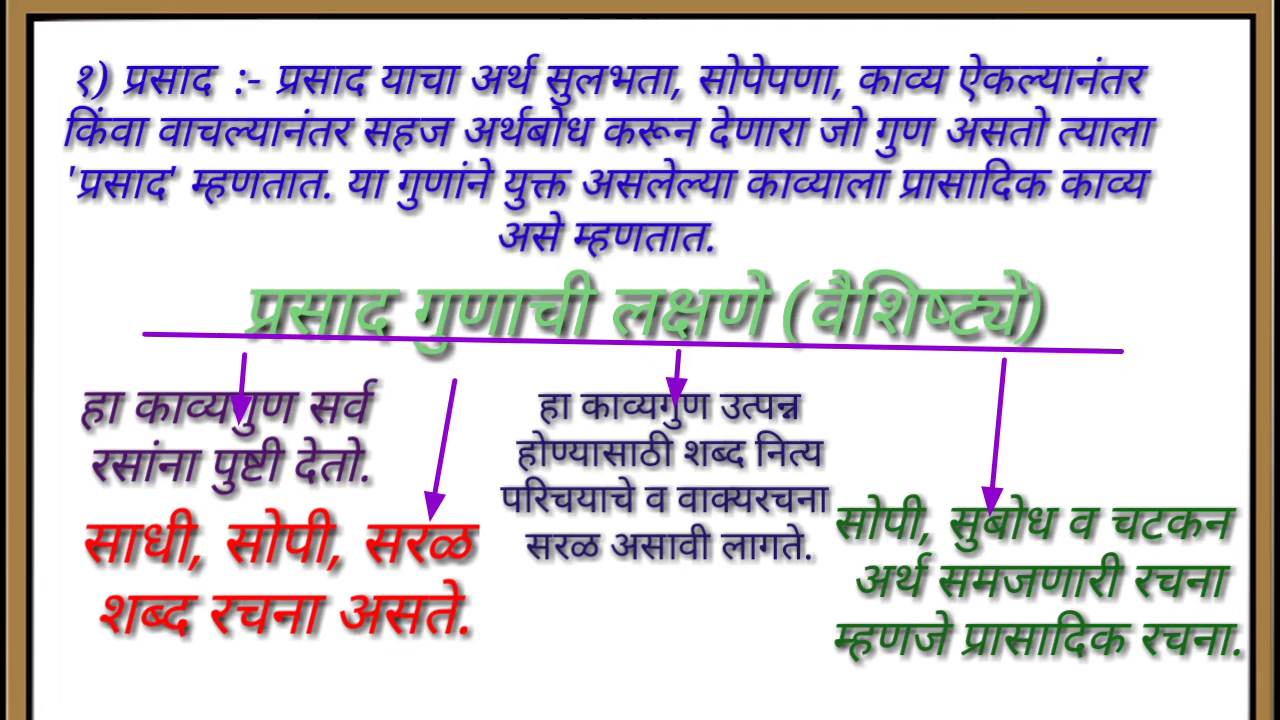 १) प्रसाद :- प्रसाद याचा अर्थ सुलभता, सोपेपणा, काव्य ऐकल्यानंतर
किंवा वाचल्यानंतर सहज अर्थबोध करून देणारा जो गुण असतो त्याला
'प्रसाद' म्हणतात. या गुणांने युक्त असलेल्या काव्याला प्रासादिक काव्य
असे म्हणतात.
प्रसाद गुणाची लक्षणे (वैशिष्ट्ये)
हा काव्यगुण सर्व
रसांना पुष्टी देतो.
साधी, सोपी, सरळ
शब्द रचना असते.
हा काव्यगुण उत्पन्न
होण्यासाठी शब्द नित्य
परिचयाचे व वाक्यरचना
सरळ असावी लागते.
सोपी, सुबोध व चटकन
अर्थ समजणारी रचना
म्हणजे प्रासादिक रचना.